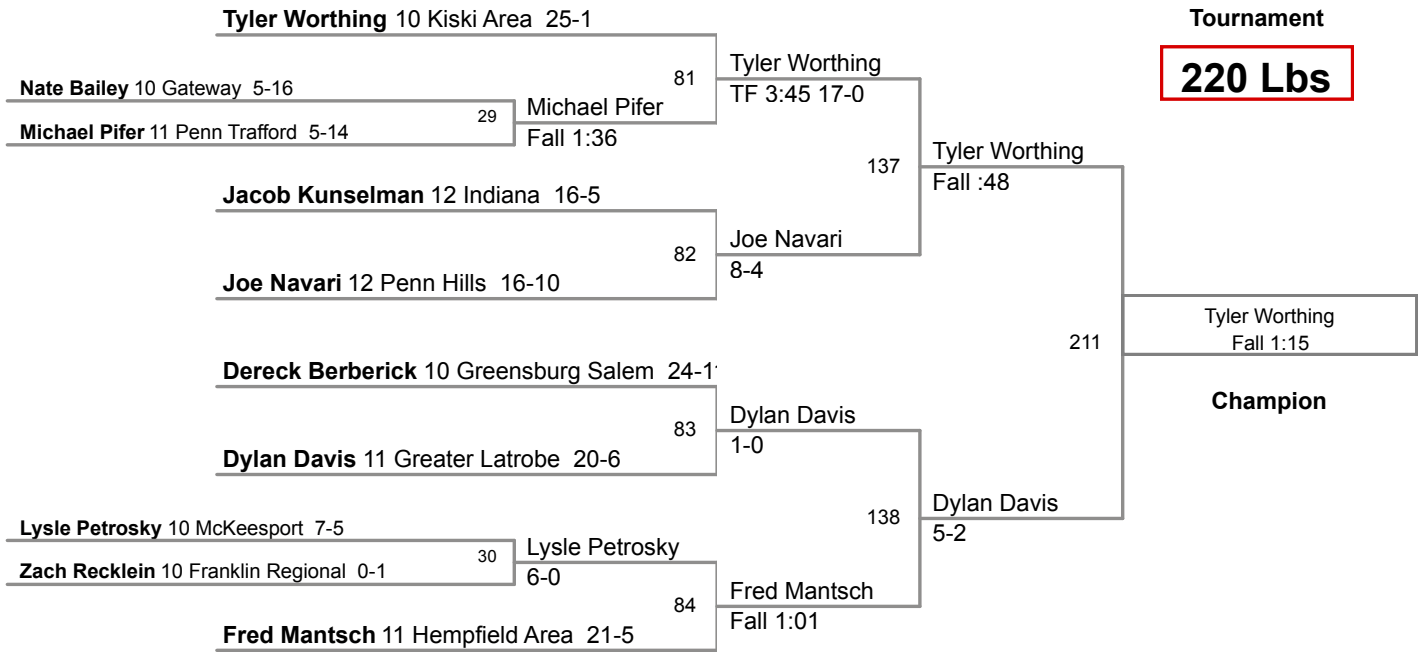 Tyler Worthing 10 Kiski Area 25-1
Tournament
220 Lbs
Nate Bailey 10 Gateway 5-16
29
Michael Pifer 11 Penn Trafford 5-14
Michael Pifer
Fall 1:36
81
Tyler Worthing
TF 3:45 17-0
Jacob Kunselman 12 Indiana 16-5
82
Joe Navari 12 Penn Hills 16-10
Joe Navari
8-4
137
Tyler Worthing
Fall :48
Dereck Berberick 10 Greensburg Salem 24-1
83
Dylan Davis 11 Greater Latrobe 20-6
Dylan Davis
1-0
Lysle Petrosky 10 McKeesport 7-5
30
Zach Recklein 10 Franklin Regional 0-1
Lysle Petrosky
6-0
84
Fred Mantsch 11 Hempfield Area 21-5
Fred Mantsch
Fall 1:01
138
Dylan Davis
5-2
211
Tyler Worthing
Fall 1:15
Champion